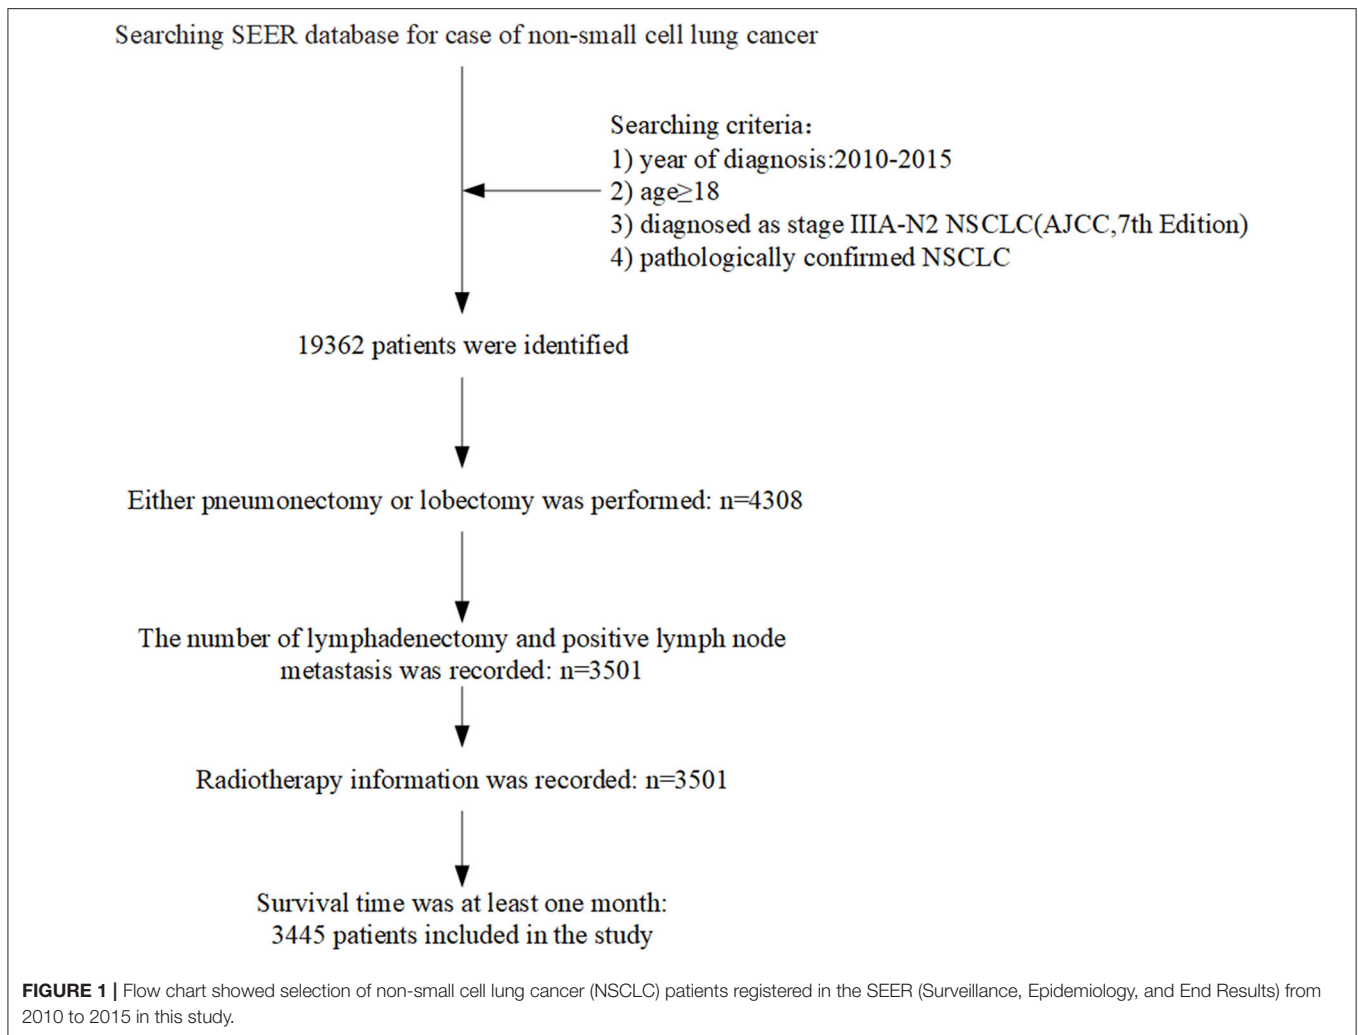 Searching SEER database for case of non-small cell lung cancer
Searching criteria:
1) year of diagnosis:2010-2015
2) age≥18
3) diagnosed as stage IIIA-N2 NSCLC(AJCC,7th Edition)
4) pathologically confirmed NSCLC
19362 patients were identified
Either pneumonectomy or lobectomy was performed: n=4308
The number of lymphadenectomy and positive lymph node
metastasis was recorded: n=3501
Radiotherapy information was recorded: n=3501
Survival time was at least one month:
3445 patients included in the study
FIGURE 1 | Flow chart showed selection of non-small cell lung cancer (NSCLC) patients registered in the SEER (Surveillance, Epidemiology, and End Results) from
2010 to 2015 in this study.